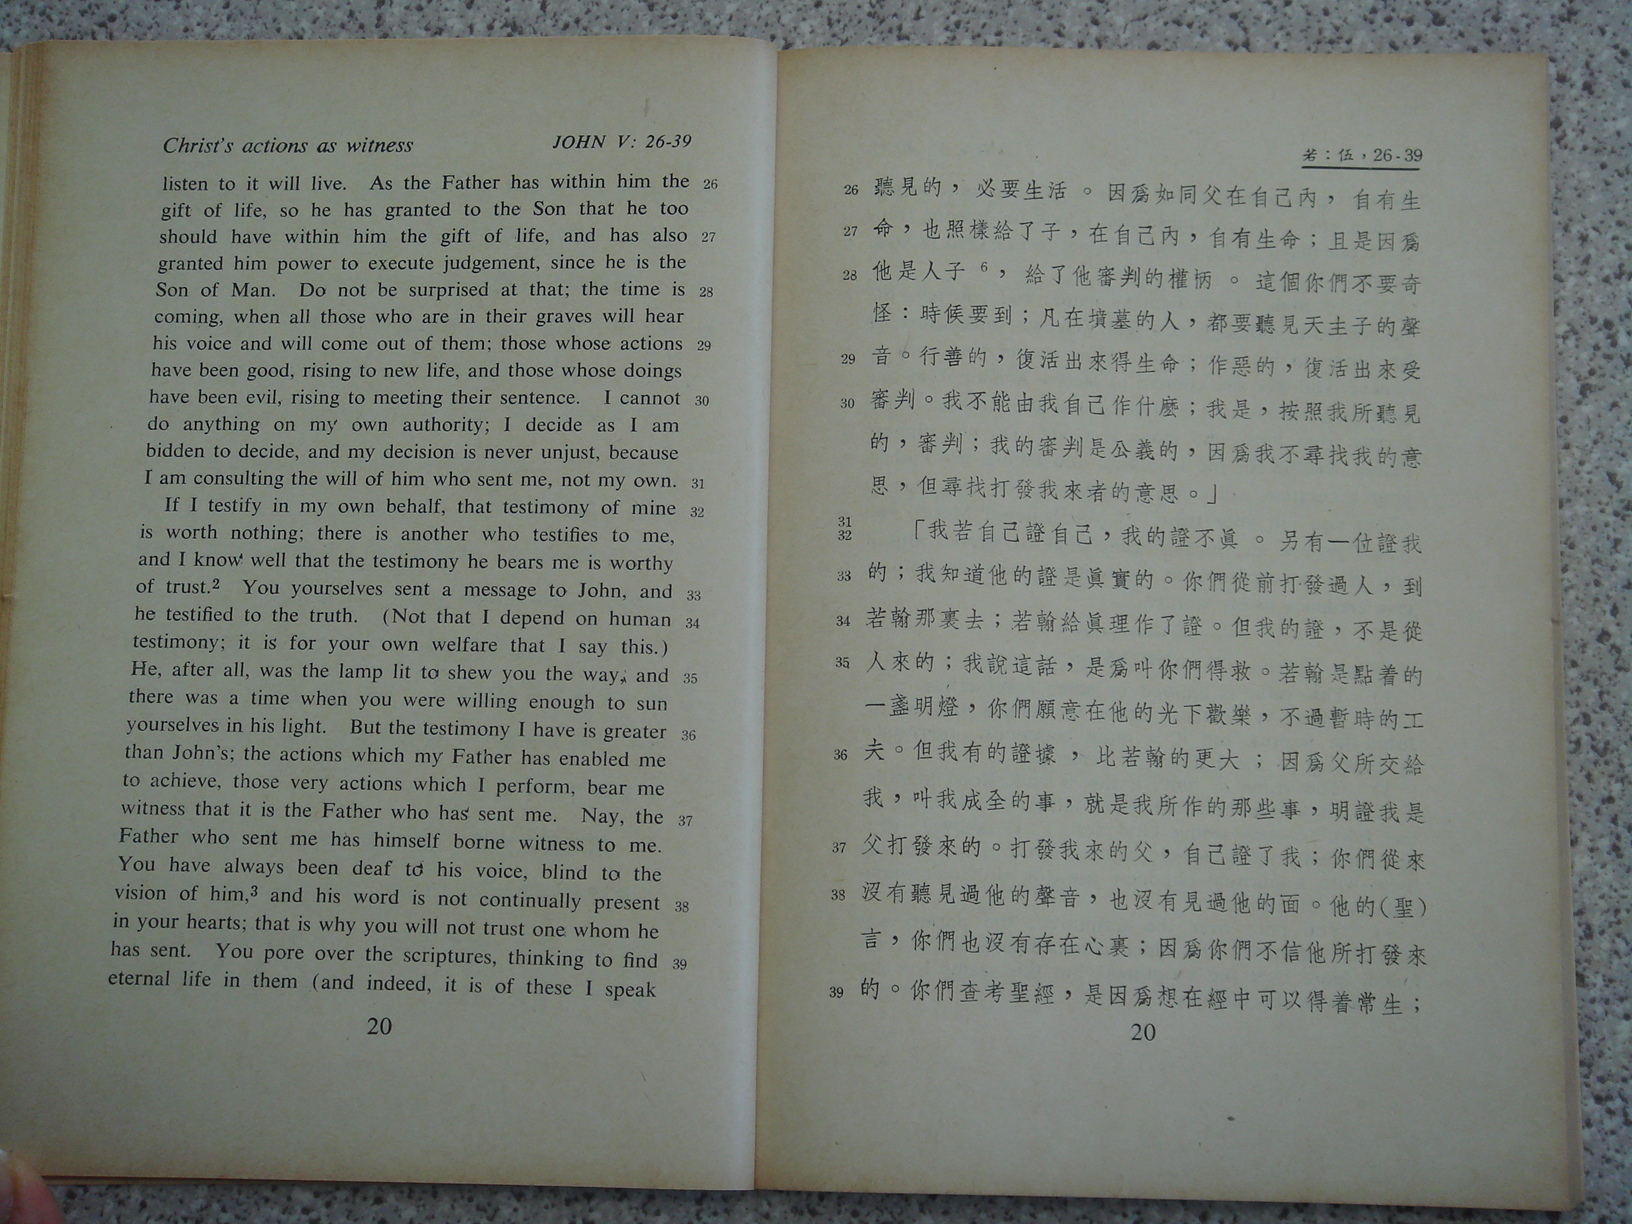 Christ's actions as witness JOHN V: 26-39
listen to it will live. As the Father has within him the 26
gift of life, so he has granted to the Son that he too
should have within him the gift of life, and has also 27
granted him power to execute judgement, since he is the
Son of Man. Do not be surprised at that; the time is 28
coming, when all those who are in their graves will hear
his voice and will come out of them; those whose actions 29
have been good, rising to new life, and those whose doings
have been evil, rising to meeting their sentence. I cannot 30
do anything on my own authority; I decide as I am
bidden to decide, and my decision is never unjust, because
I am consulting the will of him who sent me, not my own. 31
If I testify in my own behalf, that testimony of mine 32
is worth nothing; there is another who testifies to me,
and I know well that the testimony he bears me is worthy
of trust.2 You yourselves sent a message to John, and 33
he testified to the truth. (Not that I depend on human 34
testimony; it is for your own welfare that I say this.)
He, after all, was the lamp lit to shew you the way, and 35
there was a time when you were willing enough to sun
yourselves in his light. But the testimony I have is greater 36
than John's; the actions which my Father has enabled me
to achieve, those very actions which I perform, bear me
witness that it is the Father who has sent me. Nay, the 37
Father who sent me has himself borne witness to me.
You have always been deaf to his voice, blind to the
vision of him,3 and his word is not continually present 38
in your hearts; that is why you will not trust one whom he
has sent. You pore over the scriptures, thinking to find 39
eternal life in them (and indeed, it is of these I speak
20
若:伍,26-39
26 聽見的,必要生活。因爲如同父在自己內,自有生
27 命,也照樣給了子,在自己內,自有生命;且是因爲
28 他是人子6,給了他審判的權柄。這個你們不要奇
怪:時候要到;凡在墳墓的人,都要聽見天主子的聲
29 音。行善的,復活出來得生命;作惡的,復活出來受
30 審判。我不能由我自己作什麼;我是,按照我所聽見
的,審判;我的審判是公義的,因爲我不尋找我的意
思,但尋找打發我來者的意思。」
31
32 「我若自己證自己,我的證不眞。另有一位證我
33 的;我知道他的證是眞實的。你們從前打發過人,到
34 若翰那裏去;若翰給眞理作了證。但我的證,不是從
35 人來的;我說這話,是爲叫你們得救。若翰是點着的
一盞明燈,你們願意在他的光下歡樂,不過暫時的工
36 夫。但我有的證據,比若翰的更大;因爲父所交給
我,叫我成全的事,就是我所作的那些事,明證我是
37 父打發來的。打發我來的父,自己證了我;你們從來
38 沒有聽見過他的聲音,也沒有見過他的面。他的(聖)
言,你們也沒有存在心裏;因爲你們不信他所打發來
39 的。你們查考聖經,是因爲想在經中可以得着常生;
20